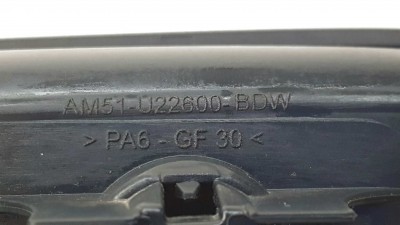 AM51-U22600-BDW
> PA6 - GF 30 <